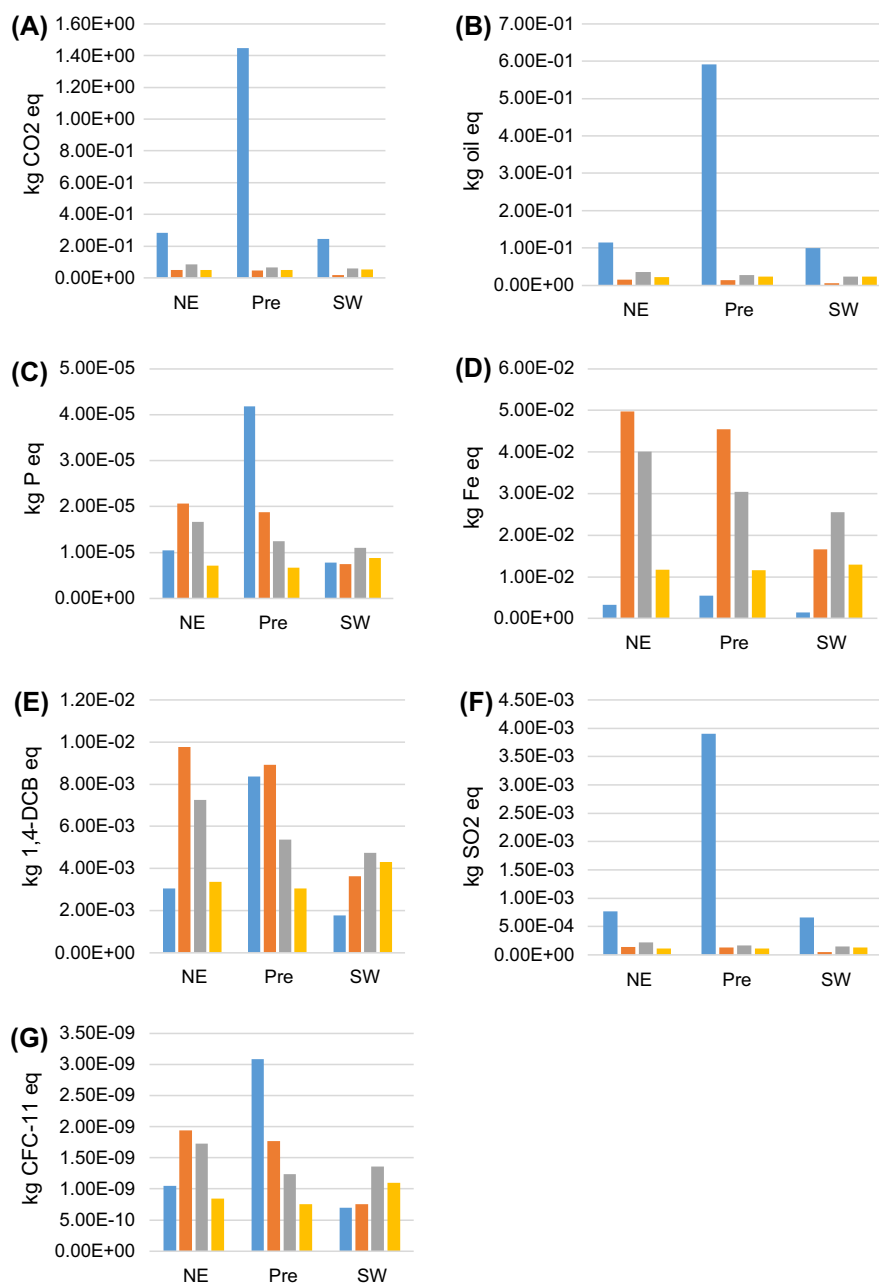 (A)
kg CO2 eq
1.60E+00
1.40E+00
1.20E+00
1.00E+00
8.00E-01
6.00E-01
4.00E-01
2.00E-01
0.00E+00
NE Pre SW
(B)
kg oil eq
7.00E-01
6.00E-01
5.00E-01
4.00E-01
3.00E-01
2.00E-01
1.00E-01
0.00E+00
NE Pre SW
(C)
kg P eq
5.00E-05
4.00E-05
3.00E-05
2.00E-05
1.00E-05
0.00E+00
NE Pre SW
(D)
kg Fe eq
6.00E-02
5.00E-02
4.00E-02
3.00E-02
2.00E-02
1.00E-02
0.00E+00
NE Pre SW
(E)
kg 1,4-DCB eq
1.20E-02
1.00E-02
8.00E-03
6.00E-03
4.00E-03
2.00E-03
0.00E+00
NE Pre SW
(F)
kg SO2 eq
4.50E-03
4.00E-03
3.50E-03
3.00E-03
2.50E-03
2.00E-03
1.50E-03
1.00E-03
5.00E-04
0.00E+00
NE Pre SW
(G)
kg CFC-11 eq
3.50E-09
3.00E-09
2.50E-09
2.00E-09
1.50E-09
1.00E-09
5.00E-10
0.00E+00
NE Pre SW